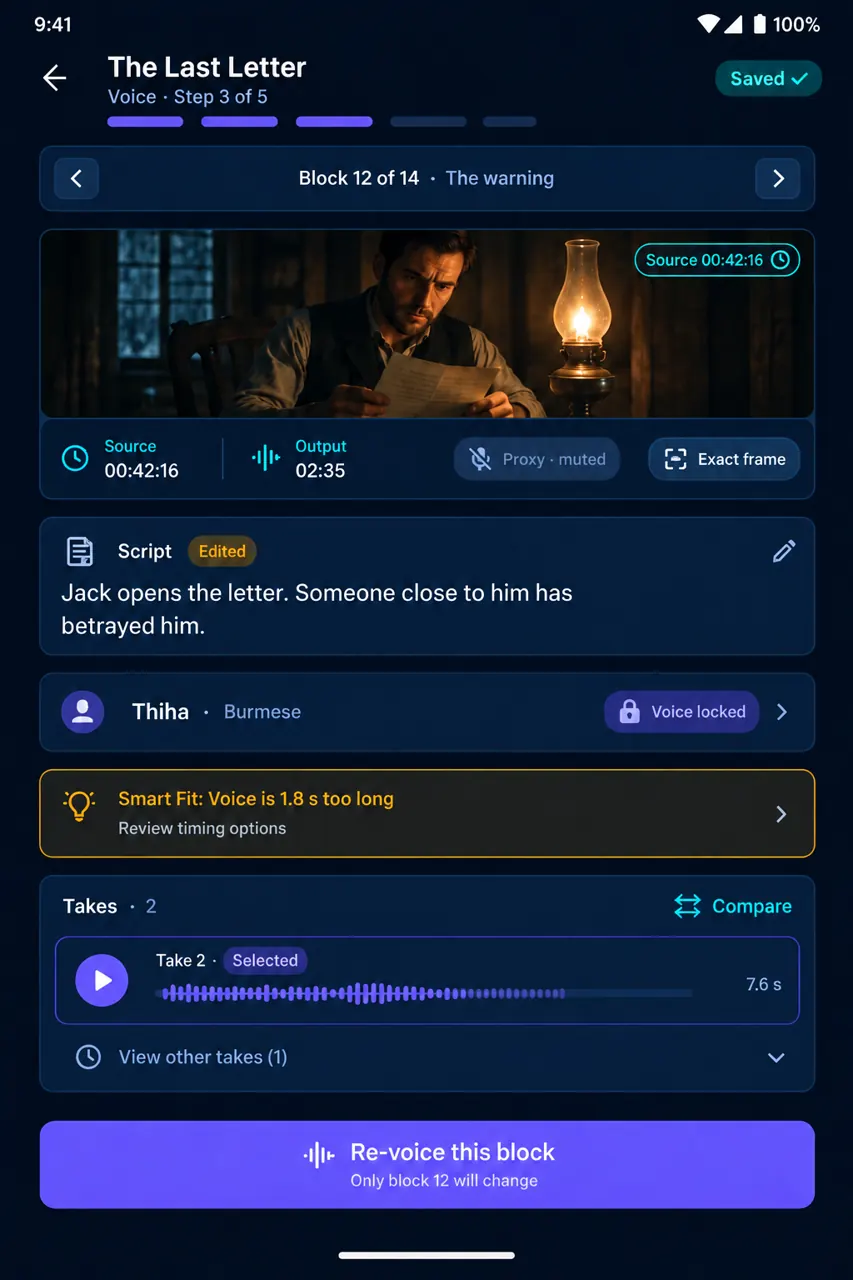 9:41
100%
The Last Letter
Voice · Step 3 of 5
Saved
Block 12 of 14 · The warning
Source 00:42:16
Source
00:42:16
Output
02:35
Proxy · muted
Exact frame
Script
Edited
Jack opens the letter. Someone close to him has
betrayed him.
Thiha · Burmese
Voice locked
Smart Fit: Voice is 1.8 s too long
Review timing options
Takes · 2
Compare
Take 2 · Selected
7.6 s
View other takes (1)
Re-voice this block
Only block 12 will change